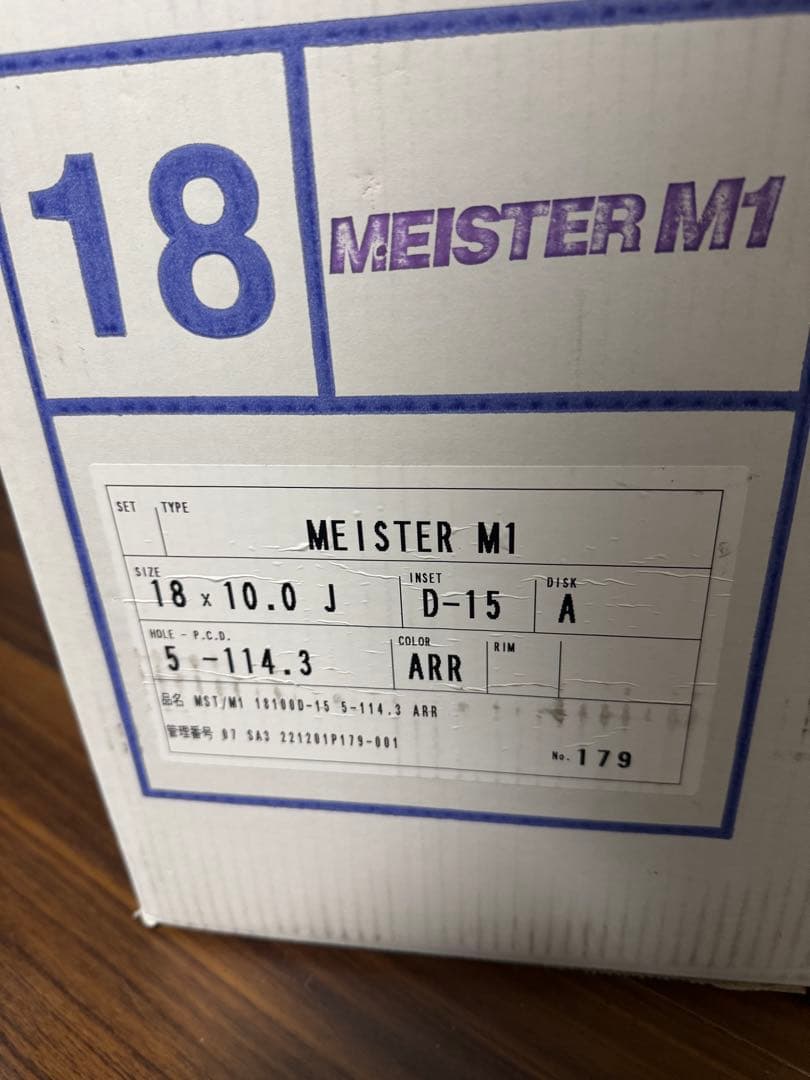 18
MEISTER M1
SET TYPE
MEISTER M1
SIZE INSET DISK
18 x 10.0 J D-15 A
HOLE - P.C.D. COLOR RIM
5 -114.3 ARR
品名 MST/M1 18100D-15 5-114.3 ARR
管理番号 07 SA3 221201P179-001
No. 179